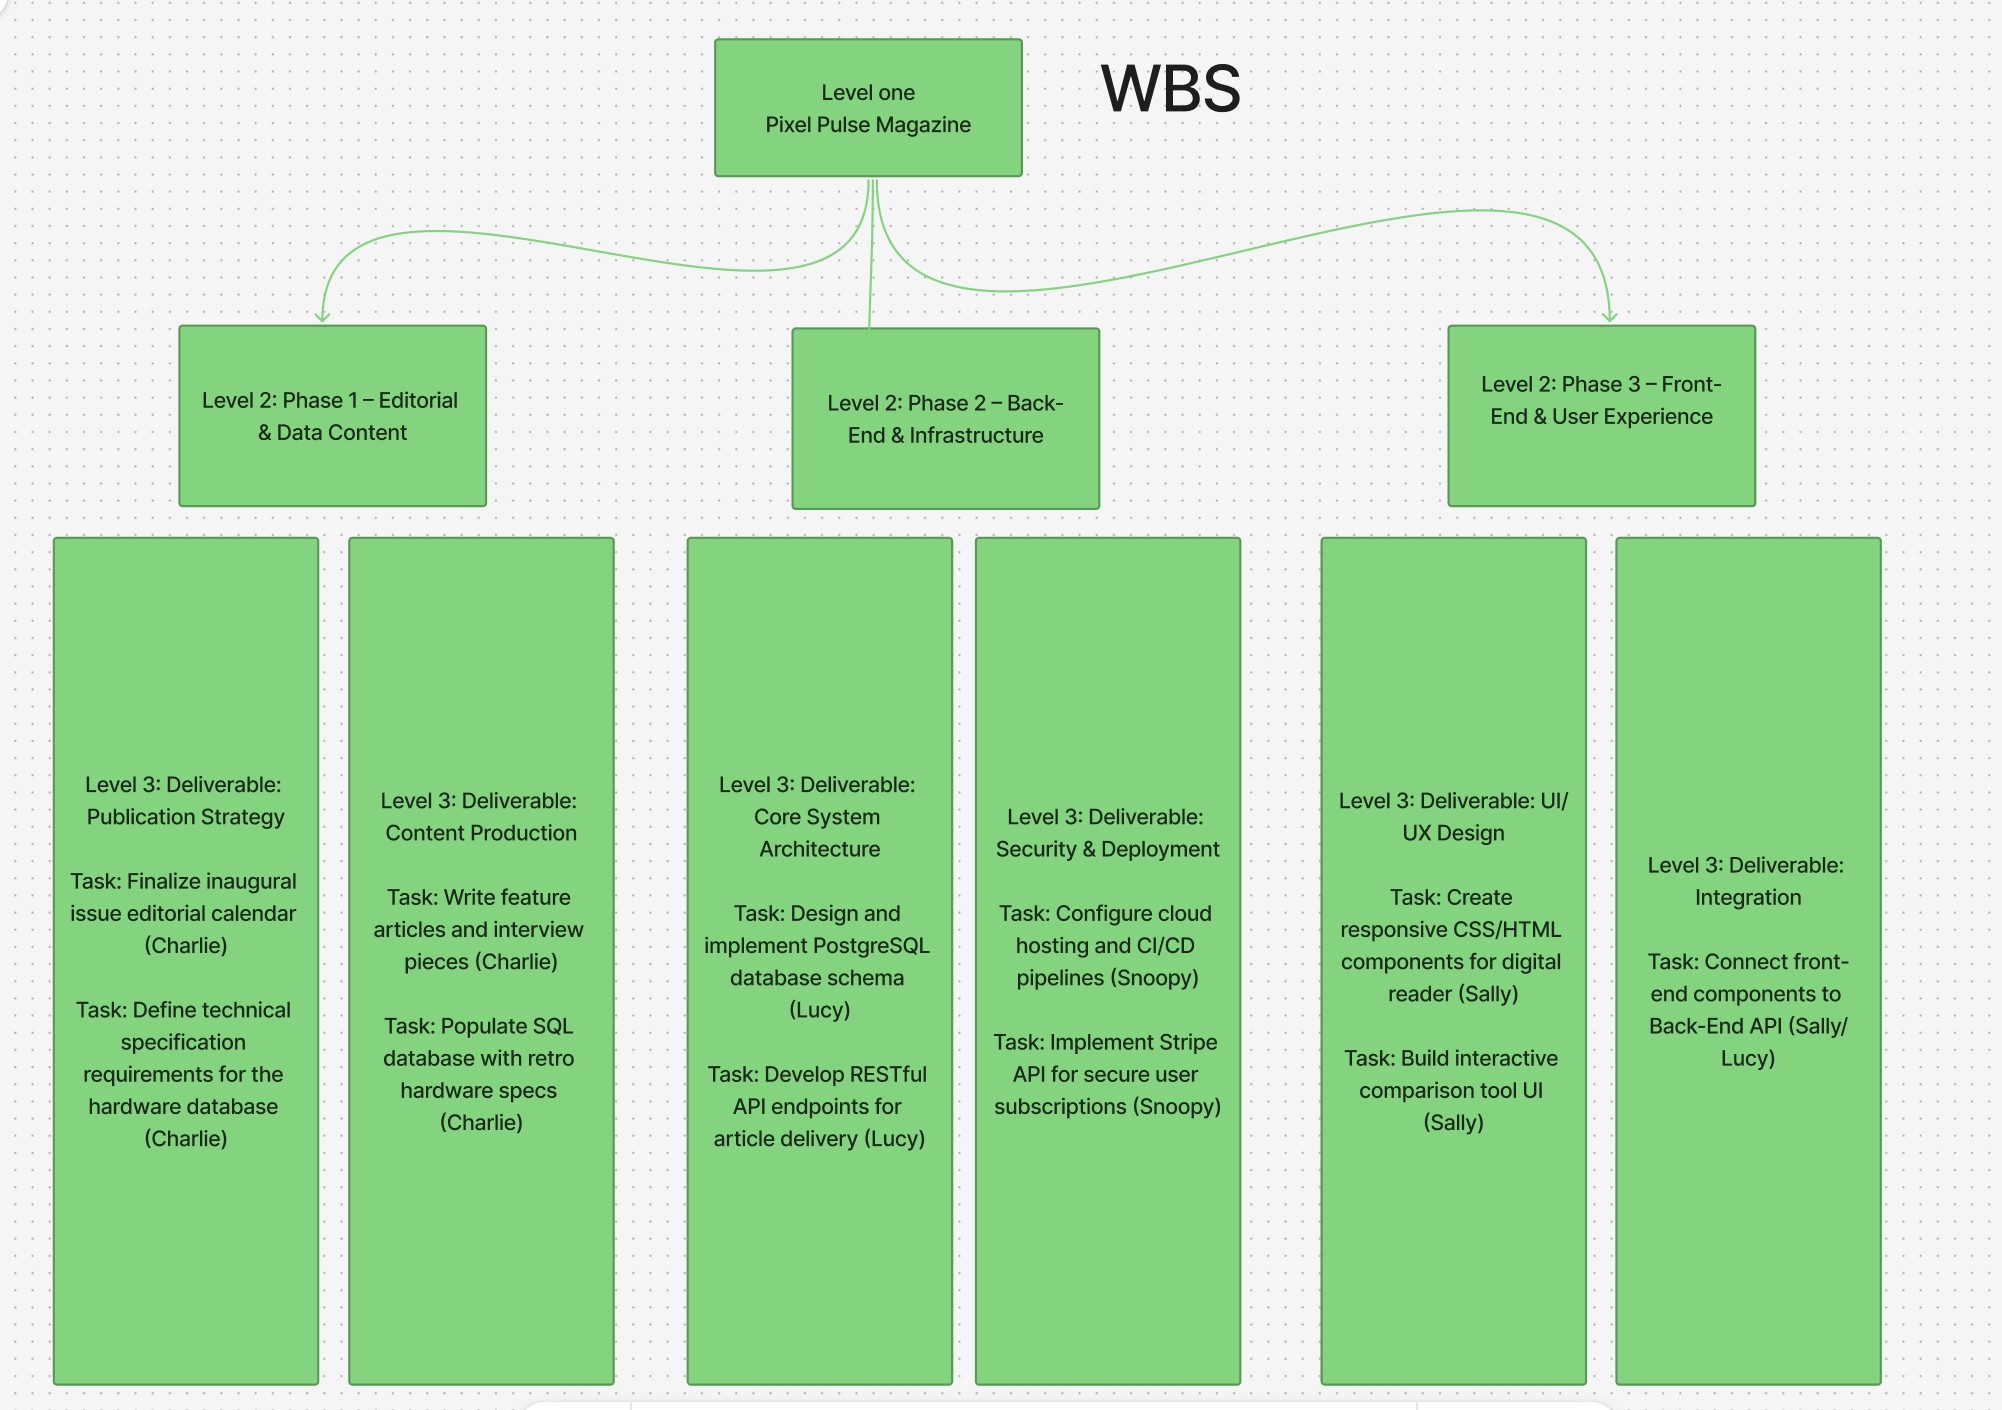 Level one
Pixel Pulse Magazine
WBS
Level 2: Phase 1 – Editorial
& Data Content
Level 2: Phase 2 – Back-
End & Infrastructure
Level 2: Phase 3 – Front-
End & User Experience
Level 3: Deliverable:
Publication Strategy
Task: Finalize inaugural
issue editorial calendar
(Charlie)
Task: Define technical
specification
requirements for the
hardware database
(Charlie)
Level 3: Deliverable:
Content Production
Task: Write feature
articles and interview
pieces (Charlie)
Task: Populate SQL
database with retro
hardware specs
(Charlie)
Level 3: Deliverable:
Core System
Architecture
Task: Design and
implement PostgreSQL
database schema
(Lucy)
Task: Develop RESTful
API endpoints for
article delivery (Lucy)
Level 3: Deliverable:
Security & Deployment
Task: Configure cloud
hosting and CI/CD
pipelines (Snoopy)
Task: Implement Stripe
API for secure user
subscriptions (Snoopy)
Level 3: Deliverable: UI/
UX Design
Task: Create
responsive CSS/HTML
components for digital
reader (Sally)
Task: Build interactive
comparison tool UI
(Sally)
Level 3: Deliverable:
Integration
Task: Connect front-
end components to
Back-End API (Sally/
Lucy)